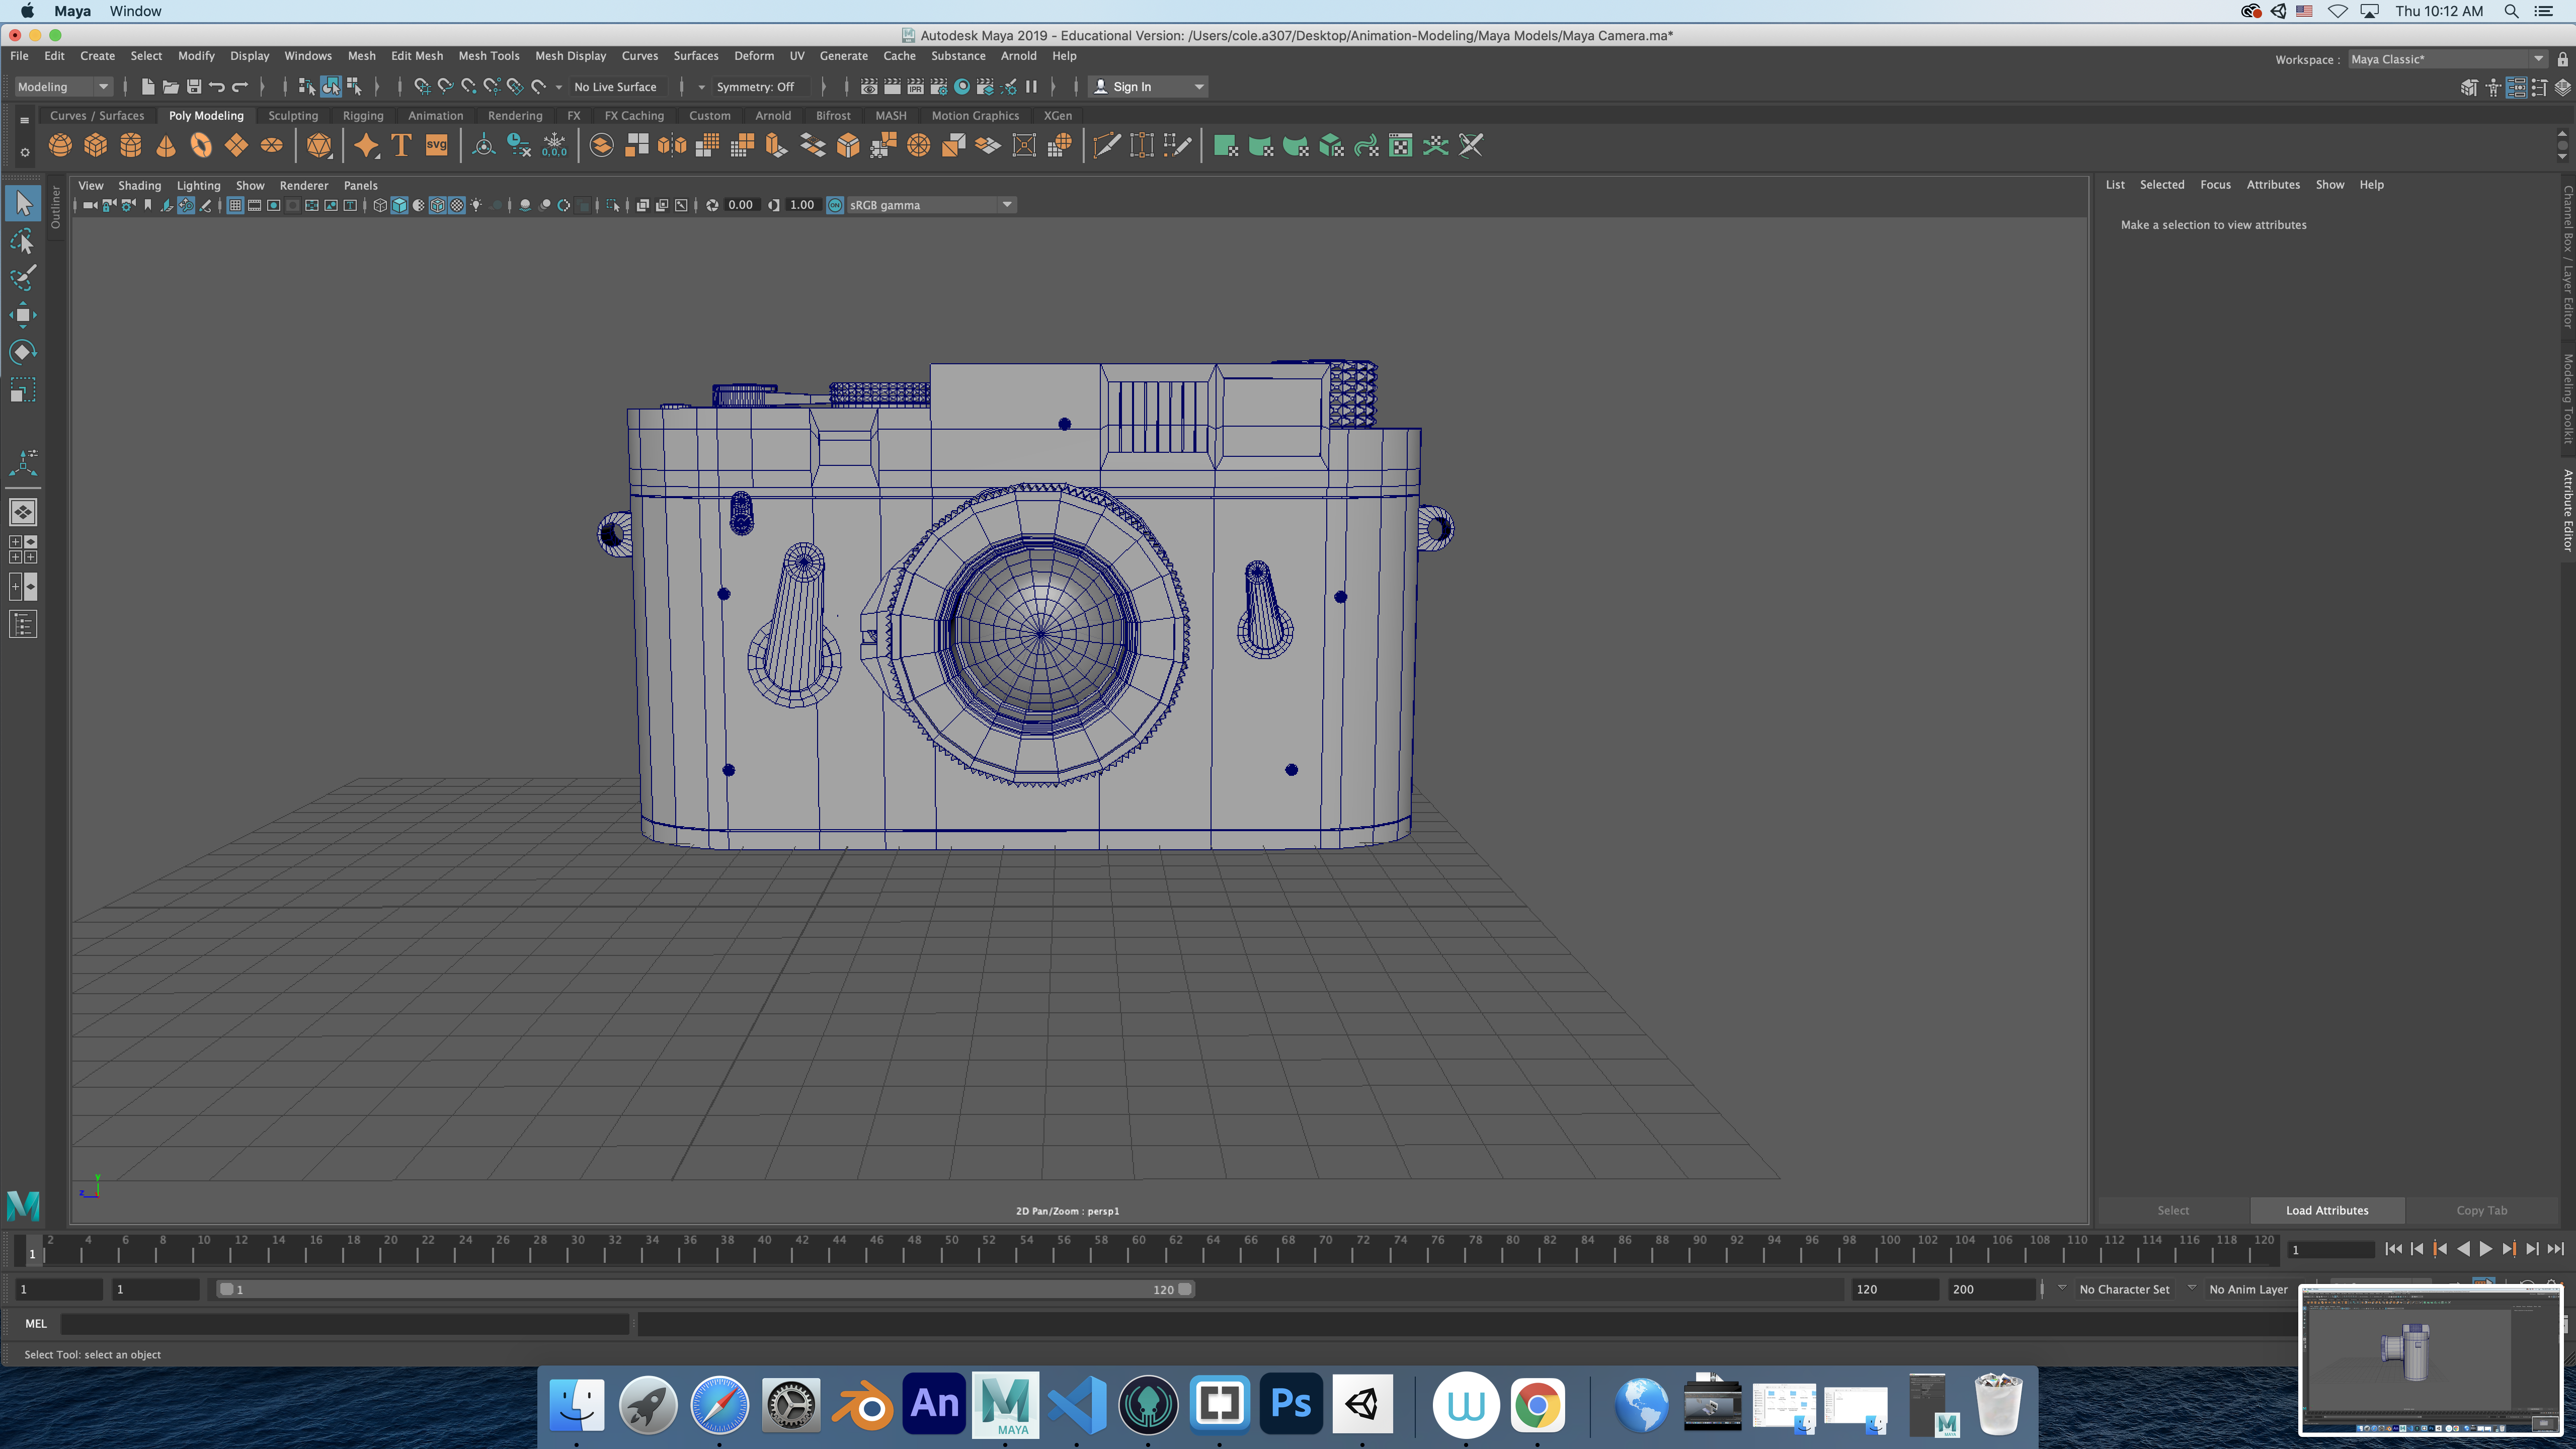 Maya Window Thu 10:12 AM
Autodesk Maya 2019 - Educational Version: /Users/cole.a307/Desktop/Animation-Modeling/Maya Models/Maya Camera.ma*
File Edit Create Select Modify Display Windows Mesh Edit Mesh Mesh Tools Mesh Display Curves Surfaces Deform UV Generate Cache Substance Arnold Help
Workspace : Maya Classic*
Modeling No Live Surface Symmetry: Off IPR Sign In
Curves / Surfaces Poly Modeling Sculpting Rigging Animation Rendering FX FX Caching Custom Arnold Bifrost MASH Motion Graphics XGen
T SVG 0,0,0
View Shading Lighting Show Renderer Panels
0.00 1.00 ON sRGB gamma
Outliner
List Selected Focus Attributes Show Help
Make a selection to view attributes
Channel Box / Layer Editor
Modeling Toolkit
Attribute Editor
y
z
2D Pan/Zoom : persp1
Select Load Attributes Copy Tab
1 2 4 6 8 10 12 14 16 18 20 22 24 26 28 30 32 34 36 38 40 42 44 46 48 50 52 54 56 58 60 62 64 66 68 70 72 74 76 78 80 82 84 86 88 90 92 94 96 98 100 102 104 106 108 110 112 114 116 118 120 1
1 1 1 120 120 200 No Character Set No Anim Layer
MEL
Select Tool: select an object
An MAYA Ps